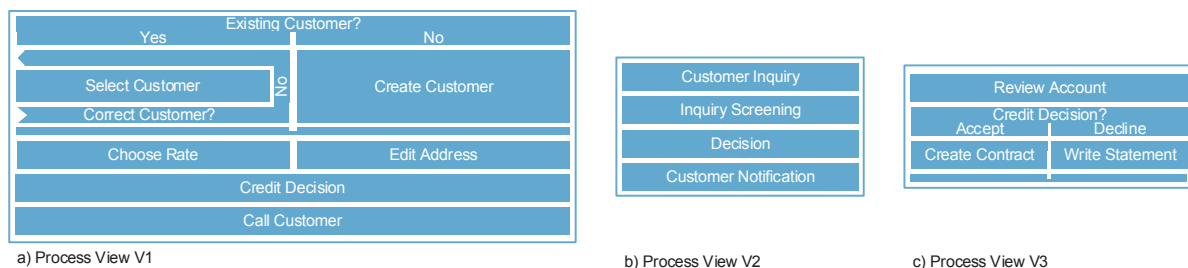 Existing Customer?
Yes
No
Select Customer
No
Create Customer
Correct Customer?
Choose Rate
Edit Address
Credit Decision
Call Customer
a) Process View V1
Customer Inquiry
Inquiry Screening
Decision
Customer Notification
b) Process View V2
Review Account
Credit Decision?
Accept
Decline
Create Contract
Write Statement
c) Process View V3